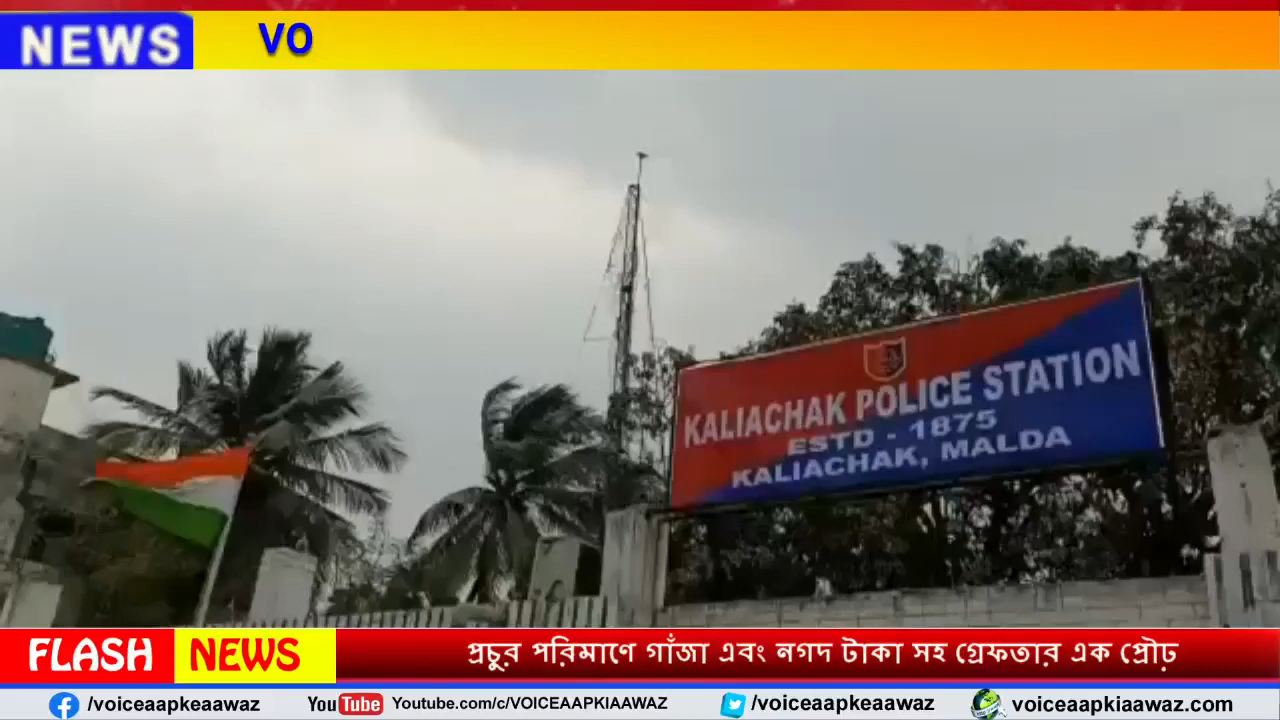 NEWS
VO
KALIACHAK POLICE STATION
ESTD - 1875
KALIACHAK, MALDA
FLASH NEWS
প্রচুর পরিমাণে গাঁজা এবং নগদ টাকা সহ গ্রেফতার এক প্রৌঢ়
/voiceaapkeaawaz
YouTube
Youtube.com/c/VOICEAAPKIAAWAZ
/voiceaapkeaawaz
voiceaapkiaawaz.com